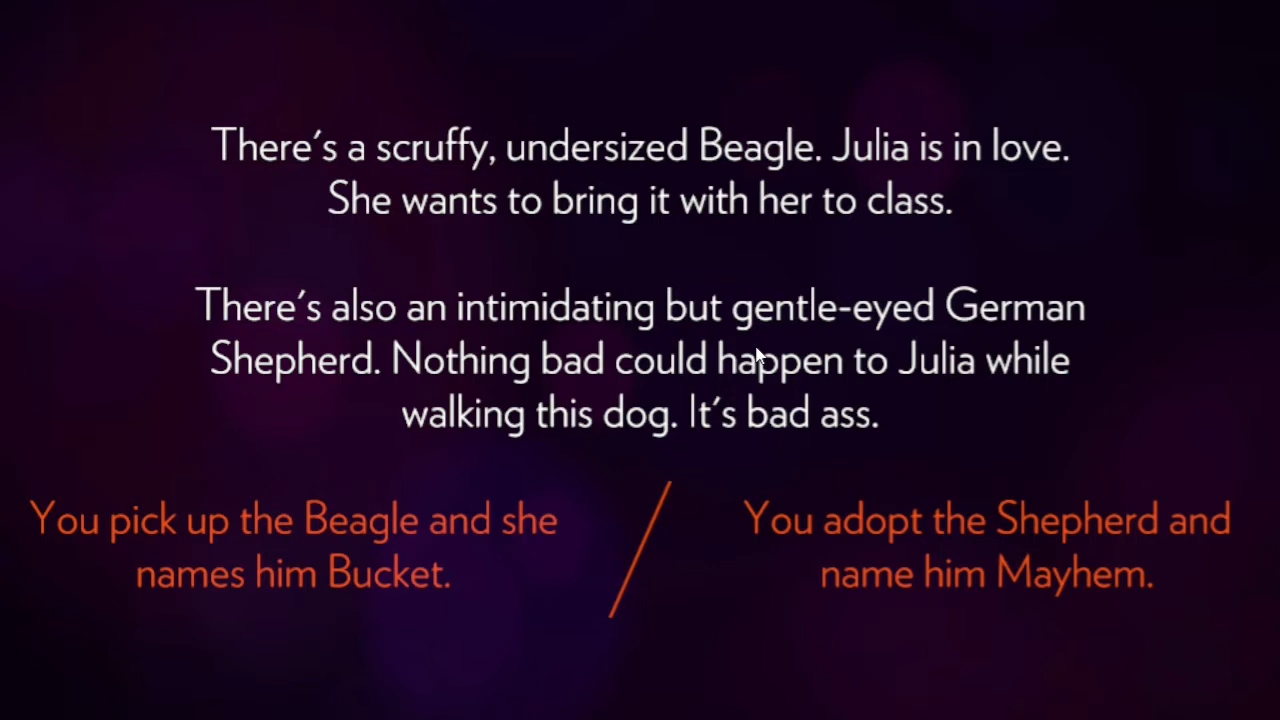 There's a scruffy, undersized Beagle. Julia is in love.
She wants to bring it with her to class.
There's also an intimidating but gentle-eyed German
Shepherd. Nothing bad could happen to Julia while
walking this dog. It's bad ass.
You pick up the Beagle and she
names him Bucket.
You adopt the Shepherd and
name him Mayhem.